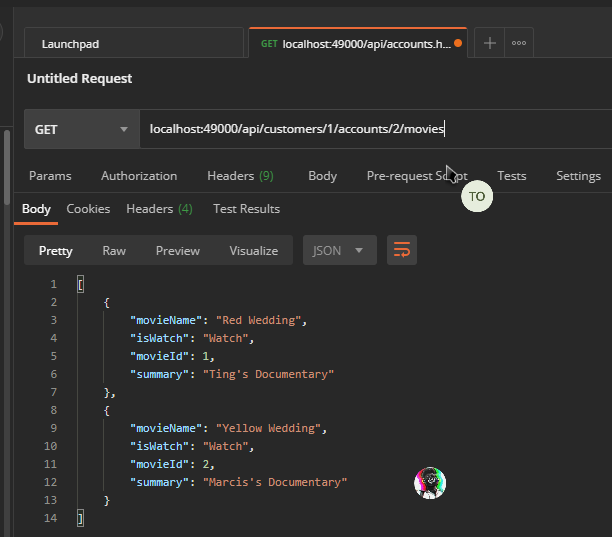 Launchpad
GET localhost:49000/api/accounts.h...
Untitled Request
GET localhost:49000/api/customers/1/accounts/2/movies
Params Authorization Headers (9) Body Pre-request Script Tests Settings
TO
Body Cookies Headers (4) Test Results
Pretty Raw Preview Visualize JSON
1 [
2 {
3 "movieName": "Red Wedding",
4 "isWatch": "Watch",
5 "movieId": 1,
6 "summary": "Ting's Documentary"
7 },
8 {
9 "movieName": "Yellow Wedding",
10 "isWatch": "Watch",
11 "movieId": 2,
12 "summary": "Marcis's Documentary"
13 }
14 ]